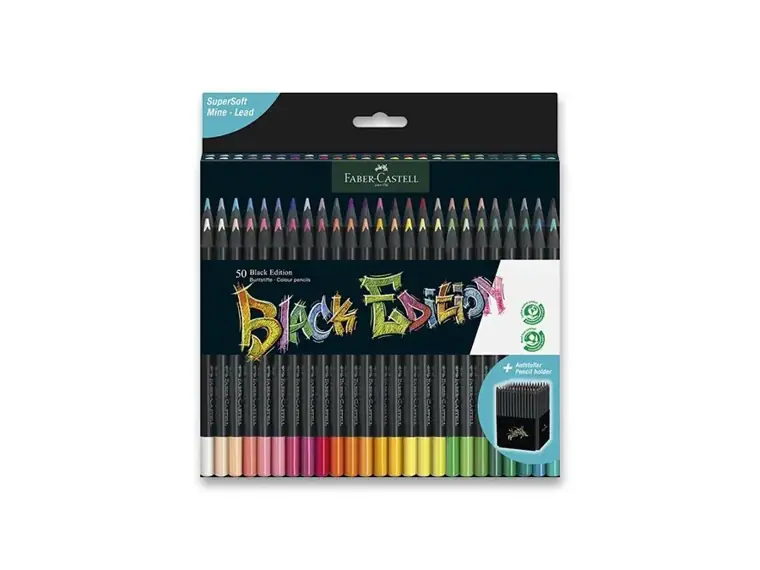 SuperSoft
Mine - Lead
FABER-CASTELL
50 Black Edition
Buntstifte - Colour pencils
BLACK EDITION
+ Aufsteller
Pencil holder